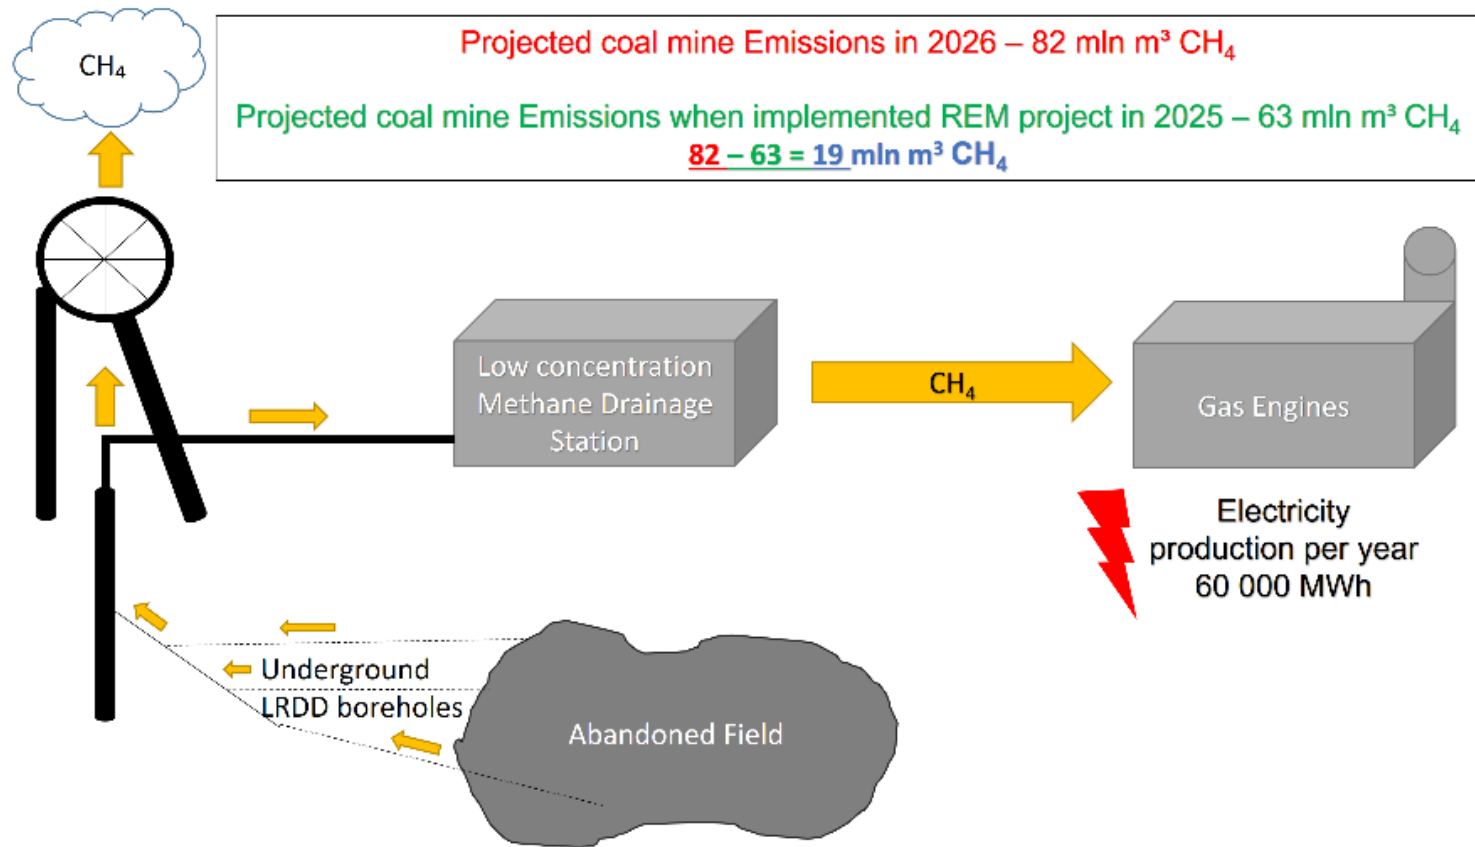 CH₄
Projected coal mine Emissions in 2026 – 82 mln m³ CH₄
Projected coal mine Emissions when implemented REM project in 2025 – 63 mln m³ CH₄
82 – 63 = 19 mln m³ CH₄
Low concentration
Methane Drainage
Station
CH₄
Gas Engines
Electricity
production per year
60 000 MWh
Underground
LRDD boreholes
Abandoned Field